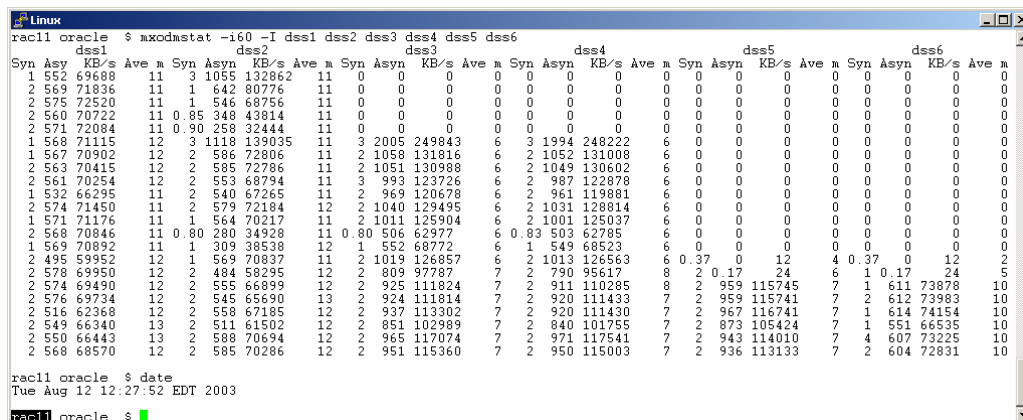 Linux
rac11 oracle $ mxodmstat -i60 -I dss1 dss2 dss3 dss4 dss5 dss6
dss1 dss2 dss3 dss4 dss5 dss6
Syn Asy KB/s Ave m Syn Asyn KB/s Ave m Syn Asyn KB/s Ave m Syn Asyn KB/s Ave m Syn Asyn KB/s Ave m Syn Asyn KB/s Ave m
1 552 69688 11 3 1055 132862 11 0 0 0 0 0 0 0 0 0 0 0 0 0 0 0 0
2 569 71836 11 1 642 80776 11 0 0 0 0 0 0 0 0 0 0 0 0 0 0 0 0
2 575 72520 11 1 546 68756 11 0 0 0 0 0 0 0 0 0 0 0 0 0 0 0 0
2 560 70722 11 0.85 348 43814 11 0 0 0 0 0 0 0 0 0 0 0 0 0 0 0 0
2 571 72084 11 0.90 258 32444 11 0 0 0 0 0 0 0 0 0 0 0 0 0 0 0 0
1 568 71115 12 3 1118 139035 11 3 2005 249843 6 3 1994 248222 6 0 0 0 0 0 0 0 0
1 567 70902 11 2 586 72806 11 2 1058 131816 6 2 1052 131008 6 0 0 0 0 0 0 0 0
2 563 70415 12 2 585 72786 11 2 1051 130988 6 2 1049 130602 6 0 0 0 0 0 0 0 0
2 561 70254 12 2 553 68794 11 3 993 123726 6 2 987 122878 6 0 0 0 0 0 0 0 0
1 532 66295 11 2 540 67265 11 2 969 120678 6 2 961 119881 6 0 0 0 0 0 0 0 0
2 574 71450 11 2 579 72184 12 2 1040 129495 6 2 1031 128814 6 0 0 0 0 0 0 0 0
1 571 71176 11 1 564 70217 11 2 1011 125904 6 2 1001 125037 6 0 0 0 0 0 0 0 0
2 568 70846 11 0.80 280 34928 11 0.80 506 62977 6 0.83 503 62785 6 0 0 0 0 0 0 0 0
1 569 70892 11 1 309 38538 12 1 552 68772 6 1 549 68523 6 0 0 0 0 0 0 0 0
2 495 59952 12 1 569 70837 11 2 1019 126857 6 2 1013 126563 6 0.37 0 12 4 0.37 0 12 2
2 578 69950 12 2 484 58295 12 2 809 97787 7 2 790 95617 8 2 0.17 24 6 1 0.17 24 5
2 574 69490 12 2 555 66899 12 2 925 111824 7 2 911 110285 8 2 959 115745 7 1 611 73878 10
2 576 69734 12 2 545 65690 13 2 924 111814 7 2 920 111433 7 2 959 115741 7 2 612 73983 10
2 516 62368 12 2 558 67185 12 2 937 113302 7 2 920 111430 7 2 967 116741 7 1 614 74154 10
2 549 66340 13 2 511 61502 12 2 851 102989 7 2 840 101755 7 2 873 105424 7 1 551 66535 10
2 550 66443 13 2 588 70694 12 2 965 117074 7 2 971 117541 7 2 943 114010 7 4 607 73225 10
2 568 68570 12 2 585 70286 12 2 951 115360 7 2 950 115003 7 2 936 113133 7 2 604 72831 10
rac11 oracle $ date
Tue Aug 12 12:27:52 EDT 2003
rac11 oracle $